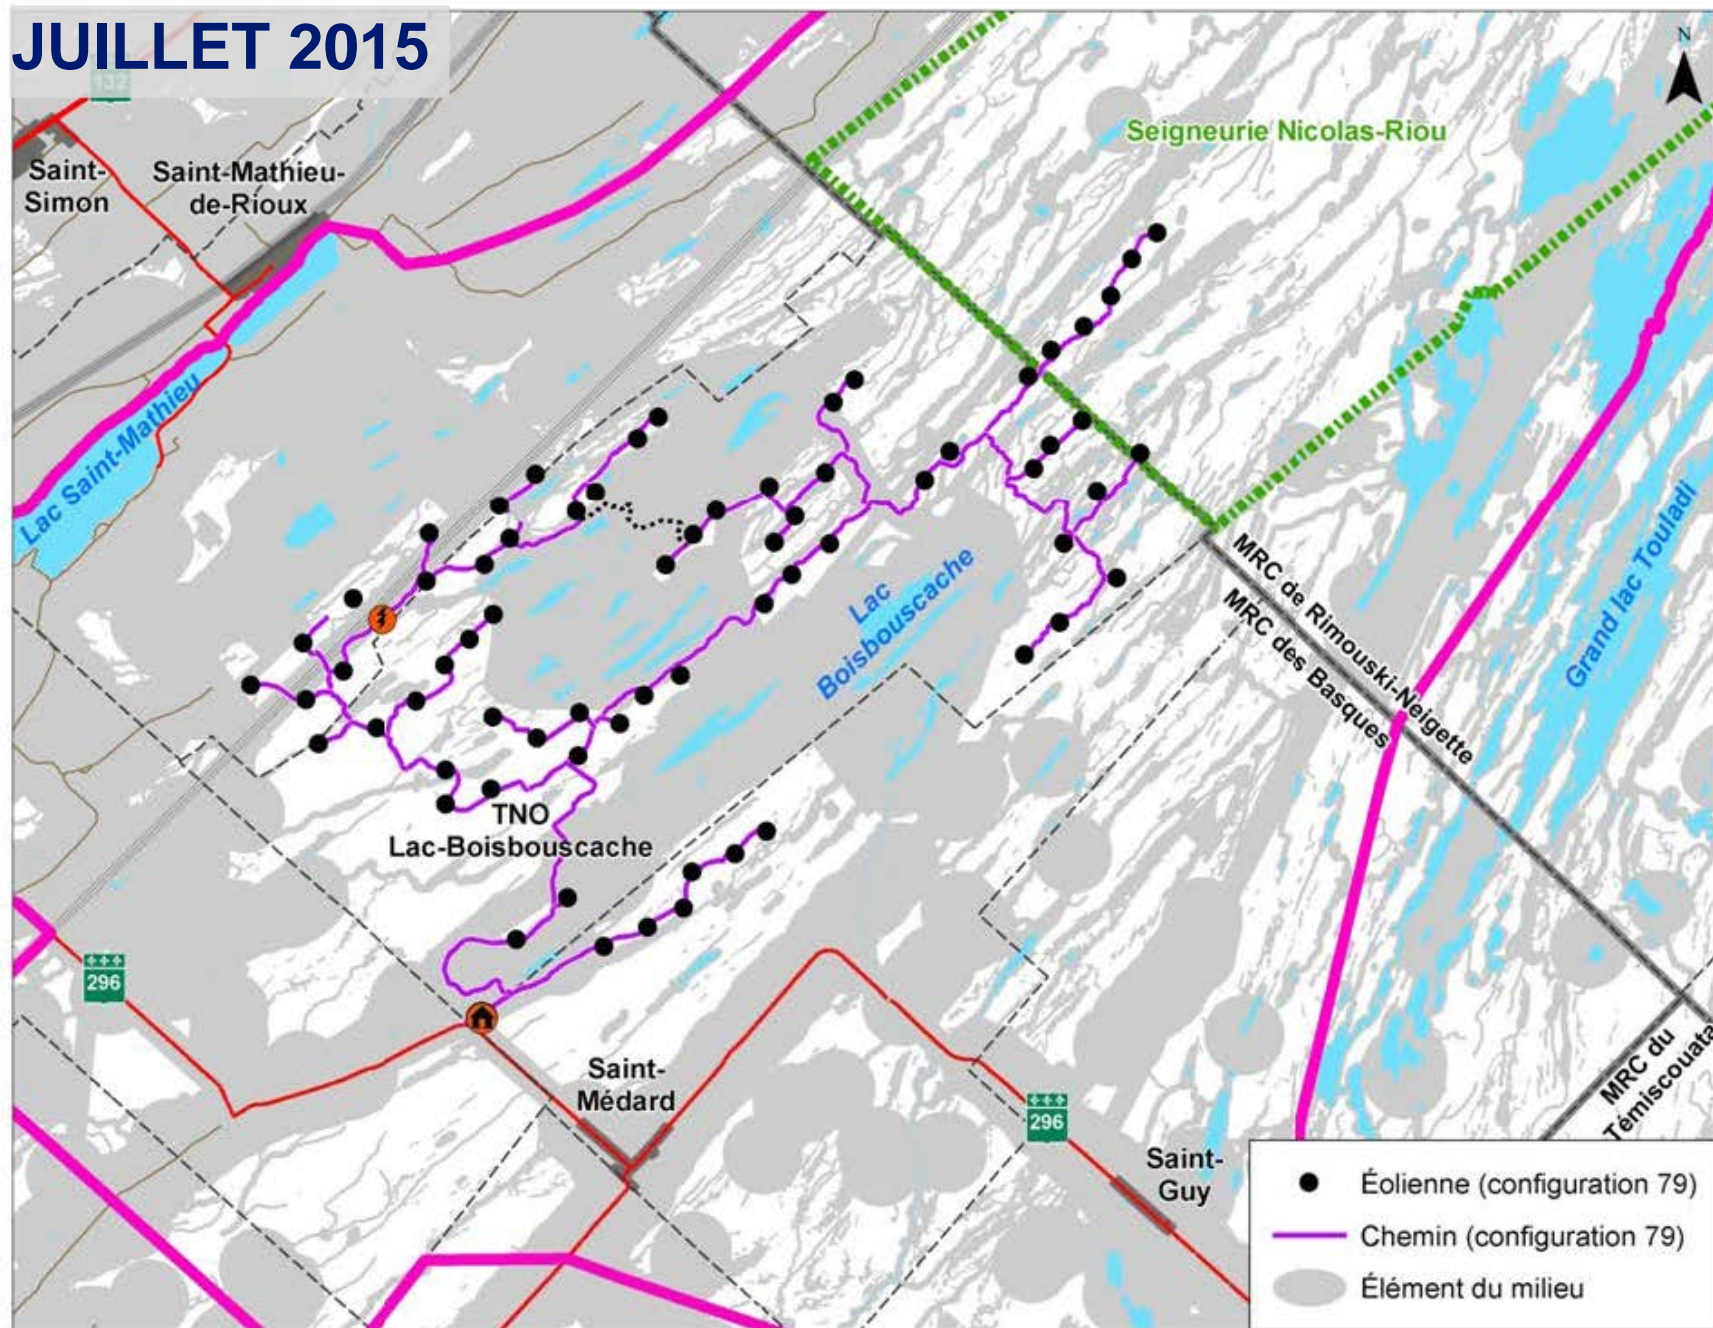 JUILLET 2015
132
N
Seigneurie Nicolas-Riou
Saint-
Simon
Saint-Mathieu-
de-Rioux
Lac Saint-Mathieu
Lac
Boisbouscache
Grand lac Touladi
MRC de Rimouski-Neigette
MRC des Basques
TNO
Lac-Boisbouscache
296
Saint-
Médard
296
Saint-
Guy
MRC du
Témiscouata
Éolienne (configuration 79)
Chemin (configuration 79)
Élément du milieu